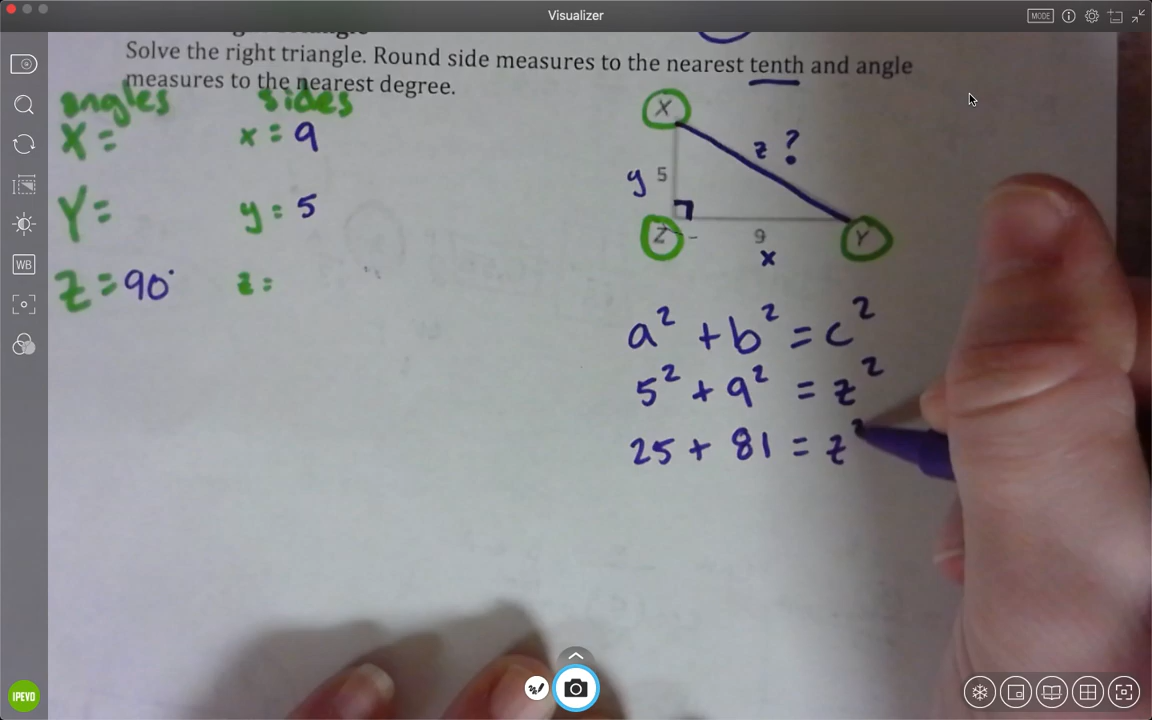 Visualizer
MODE
Solve the right triangle. Round side measures to the nearest tenth and angle
measures to the nearest degree.
angles sides
X = x = 9
Y = y = 5
Z = 90° z =
X
z ?
y 5
Z 9 Y
x
a² + b² = c²
5² + 9² = z²
25 + 81 = z²
WB
IPEVO